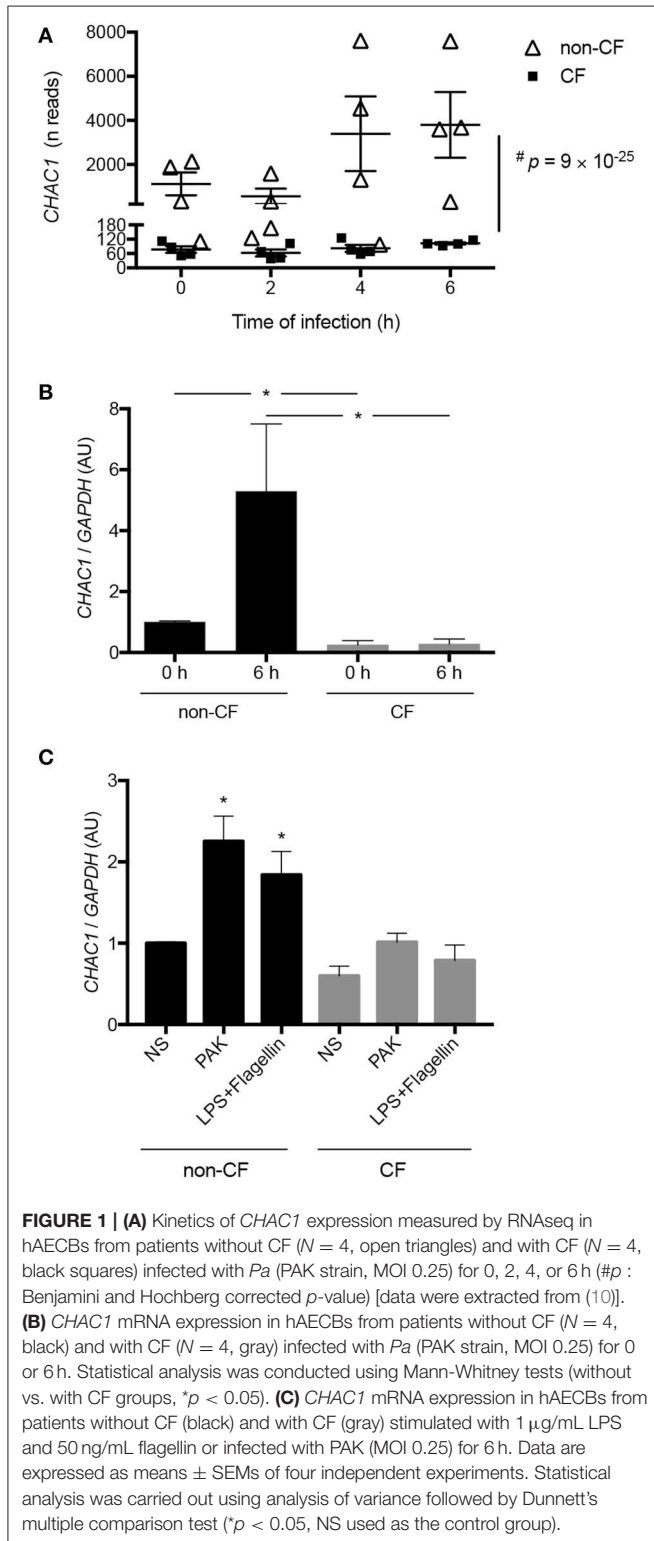 A
8000
6000
4000
2000
180
120
60
0
CHAC1 (n reads)
0 2 4 6
Time of infection (h)
△ non-CF
■ CF
# p = 9 × 10-25
B
8
6
4
2
0
CHAC1 / GAPDH (AU)
*
*
0 h 6 h 0 h 6 h
non-CF CF
C
3
2
1
0
CHAC1 / GAPDH (AU)
* *
NS PAK LPS+Flagellin NS PAK LPS+Flagellin
non-CF CF
FIGURE 1 | (A) Kinetics of CHAC1 expression measured by RNAseq in
hAECBs from patients without CF (N = 4, open triangles) and with CF (N = 4,
black squares) infected with Pa (PAK strain, MOI 0.25) for 0, 2, 4, or 6 h (#p :
Benjamini and Hochberg corrected p-value) [data were extracted from (10)].
(B) CHAC1 mRNA expression in hAECBs from patients without CF (N = 4,
black) and with CF (N = 4, gray) infected with Pa (PAK strain, MOI 0.25) for 0
or 6 h. Statistical analysis was conducted using Mann-Whitney tests (without
vs. with CF groups, *p < 0.05). (C) CHAC1 mRNA expression in hAECBs from
patients without CF (black) and with CF (gray) stimulated with 1 μg/mL LPS
and 50 ng/mL flagellin or infected with PAK (MOI 0.25) for 6 h. Data are
expressed as means ± SEMs of four independent experiments. Statistical
analysis was carried out using analysis of variance followed by Dunnett's
multiple comparison test (*p < 0.05, NS used as the control group).